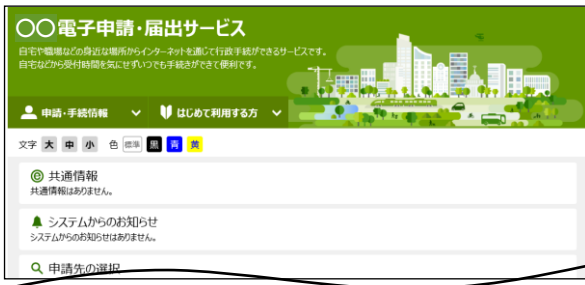 〇〇電子申請・届出サービス
自宅や職場などの身近な場所からインターネットを通じて行政手続ができるサービスです。
自宅などから受付時間を気にせずいつでも手続きができて便利です。
申請・手続情報 はじめて利用する方
文字 大 中 小 色 標準 黒 青 黄
共通情報
共通情報はありません。
システムからのお知らせ
システムからのお知らせはありません。
申請先の選択